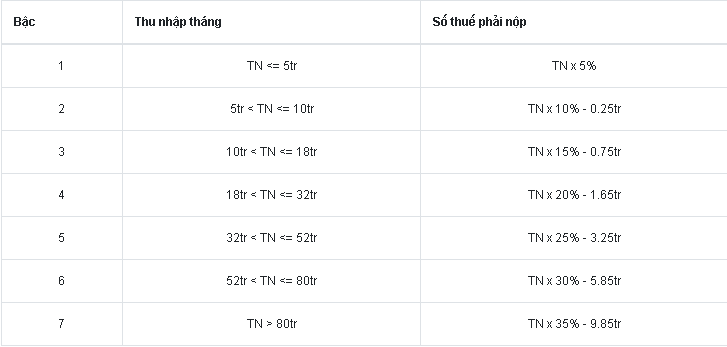 Bậc Thu nhập tháng Số thuế phải nộp
1 TN <= 5tr TN x 5%
2 5tr < TN <= 10tr TN x 10% - 0.25tr
3 10tr < TN <= 18tr TN x 15% - 0.75tr
4 18tr < TN <= 32tr TN x 20% - 1.65tr
5 32tr < TN <= 52tr TN x 25% - 3.25tr
6 52tr < TN <= 80tr TN x 30% - 5.85tr
7 TN > 80tr TN x 35% - 9.85tr